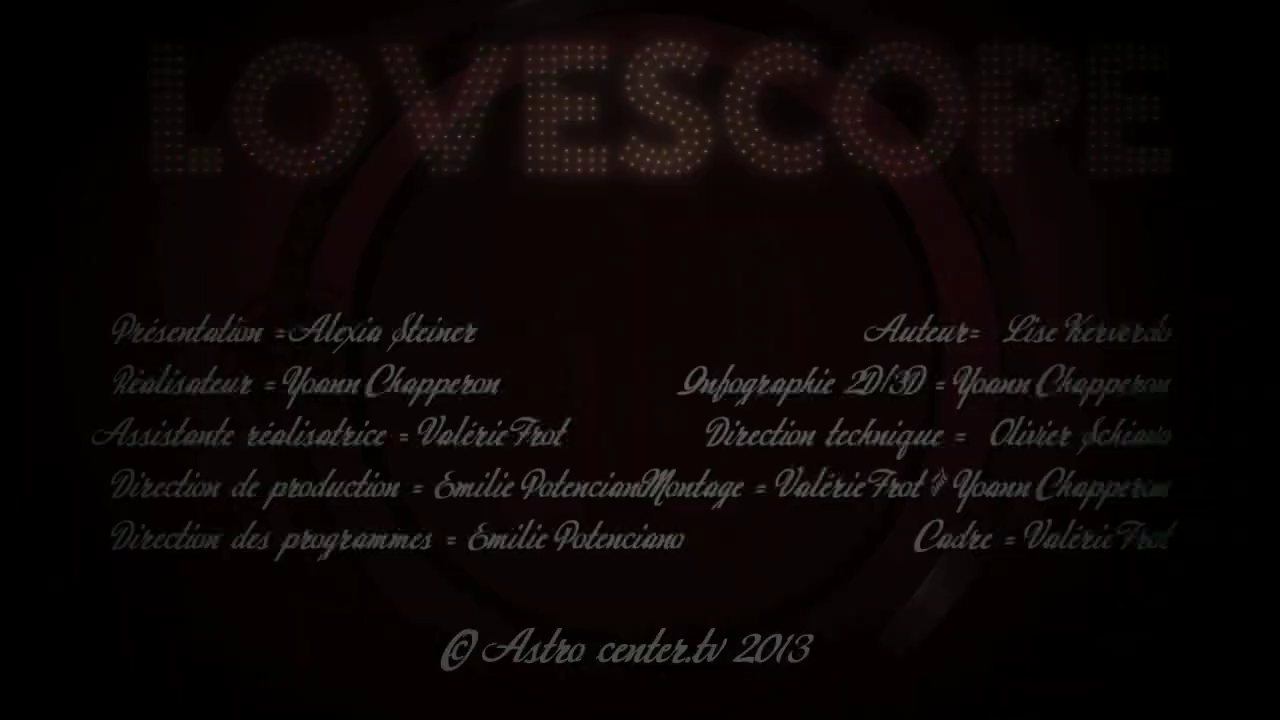 LOVESCOPE
Présentation = Alexia Steiner
Auteur= Lise
Réalisateur = Yoann Chapperon
Infographie 2D/3D = Yoann Chapperon
Assistante réalisatrice = Valérie Frot
Direction technique = Olivier Schiavo
Direction de production = Emilie Potenciano
Montage = Valérie Frot Yoann Chapperon
Direction des programmes = Emilie Potenciano
Cadre = Valérie Frot
© Astro center.tv 2013